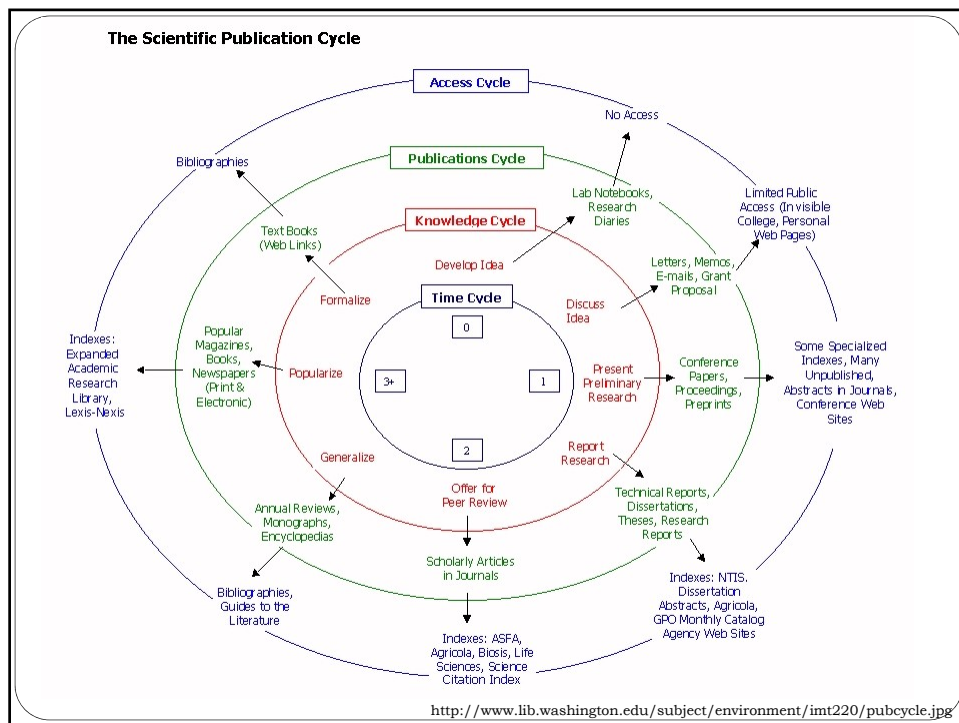 The Scientific Publication Cycle
Access Cycle
No Access
Publications Cycle
Bibliographies
Lab Notebooks,
Research
Diaries
Limited Public
Access (Invisible
College, Personal
Web Pages)
Knowledge Cycle
Text Books
(Web Links)
Develop Idea
Letters, Memos,
E-mails, Grant
Proposal
Formalize
Time Cycle
Discuss
Idea
0
Indexes:
Expanded
Academic
Research
Library,
Lexis-Nexis
Popular
Magazines,
Books,
Newspapers
(Print &
Electronic)
Popularize
3+
1
Present
Preliminary
Research
Conference
Papers,
Proceedings,
Preprints
Some Specialized
Indexes, Many
Unpublished,
Abstracts in Journals,
Conference Web
Sites
2
Generalize
Report
Research
Offer for
Peer Review
Annual Reviews,
Monographs,
Encyclopedias
Technical Reports,
Dissertations,
Theses, Research
Reports
Scholarly Articles
in Journals
Bibliographies,
Guides to the
Literature
Indexes: NTIS.
Dissertation
Abstracts, Agricola,
GPO Monthly Catalog
Agency Web Sites
Indexes: ASFA,
Agricola, Biosis, Life
Sciences, Science
Citation Index
http://www.lib.washington.edu/subject/environment/imt220/pubcycle.jpg